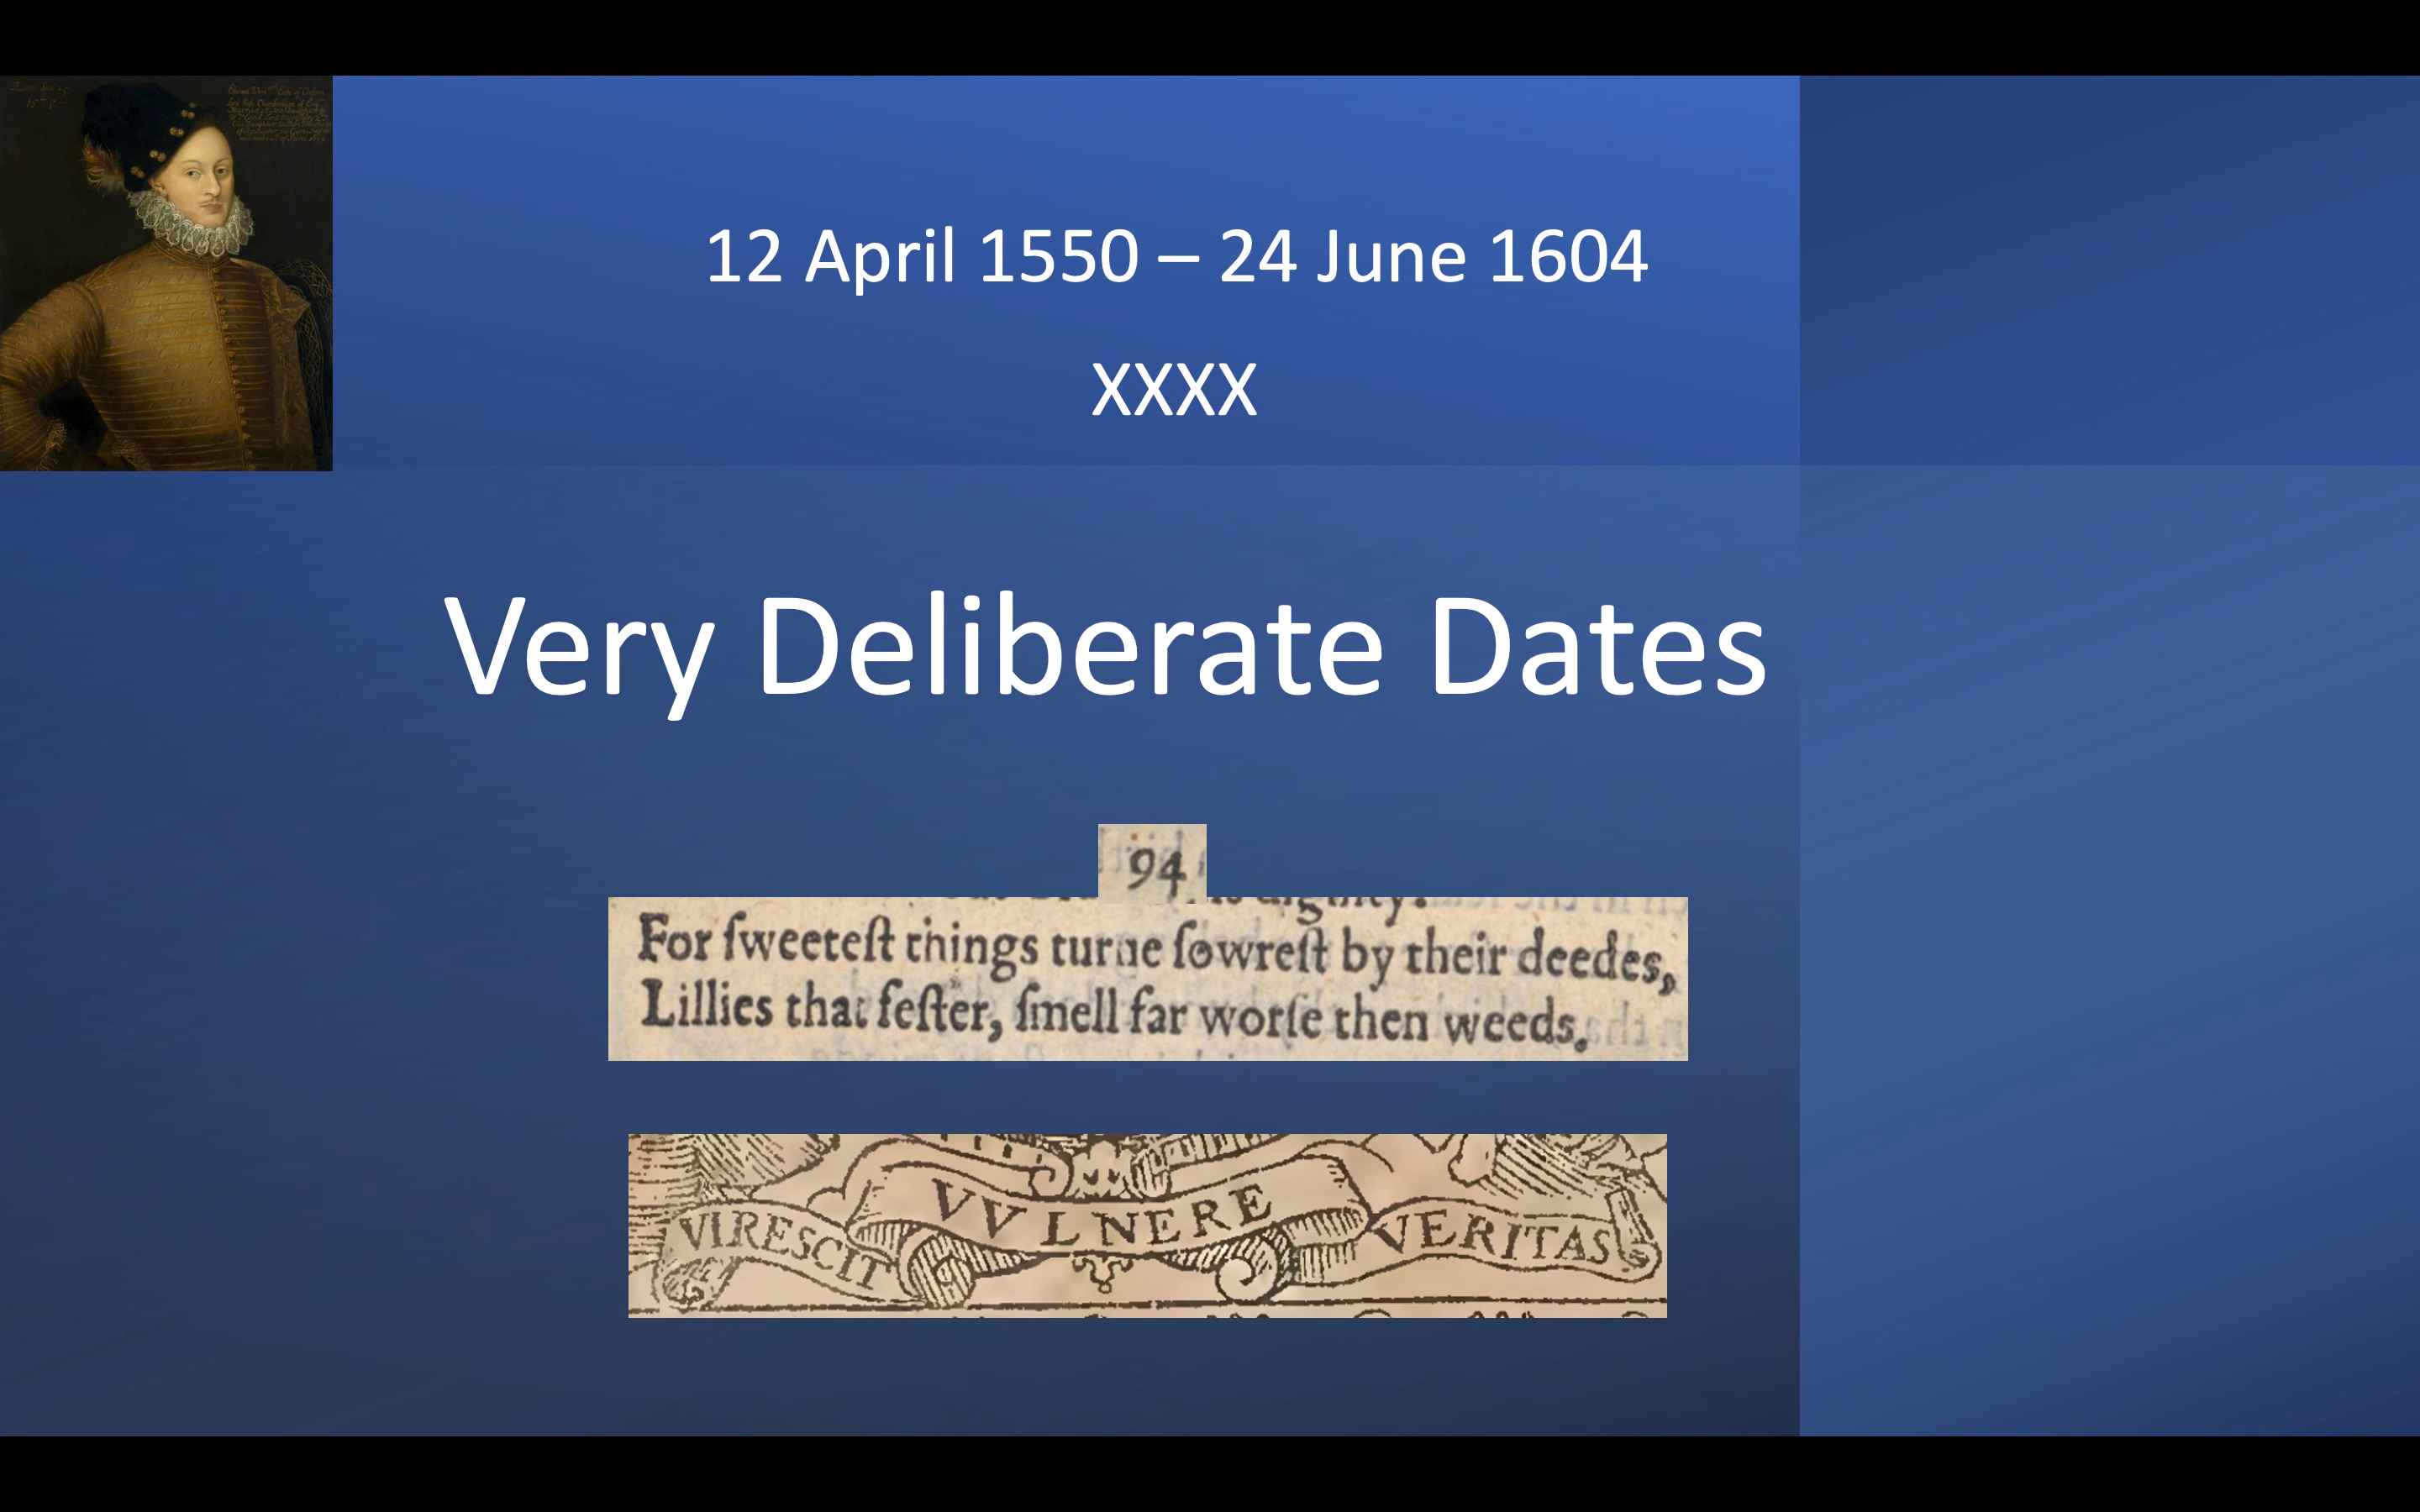 1575
12 April 1550 – 24 June 1604
XXXX
Very Deliberate Dates
94
For ſweeteſt things turne ſowreſt by their deedes,
Lillies that feſter, ſmell far worſe then weeds.
VIRESCIT VVLNERE VERITAS